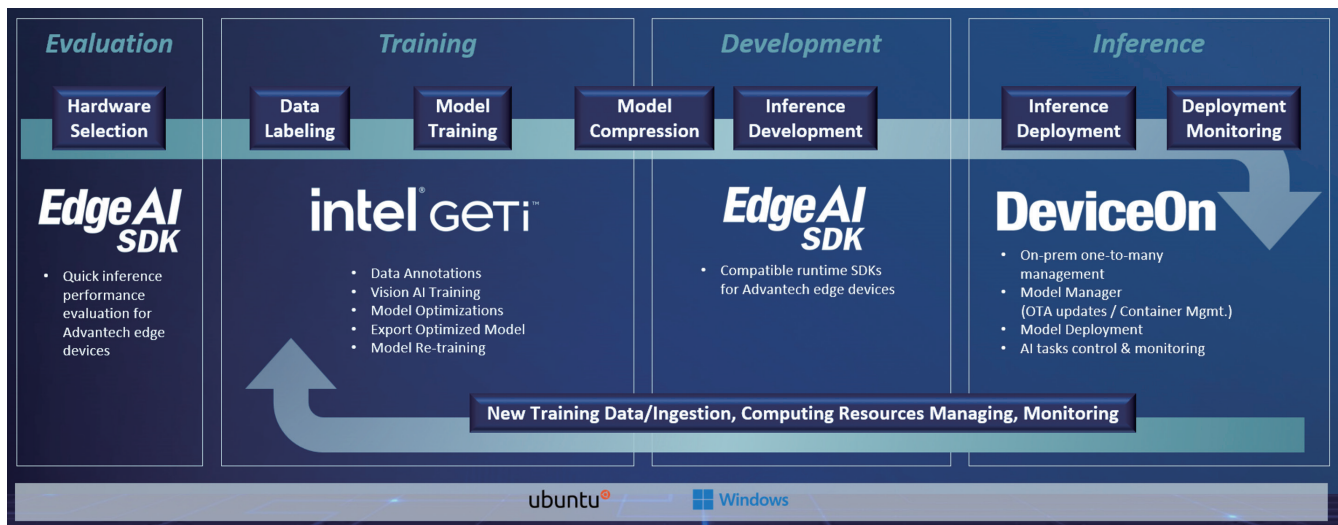 Evaluation
Training
Development
Inference
Hardware
Selection
Data
Labeling
Model
Training
Model
Compression
Inference
Development
Inference
Deployment
Deployment
Monitoring
EdgeAI
SDK
• Quick inference
performance
evaluation for
Advantech edge
devices
intel® GETi™
• Data Annotations
• Vision AI Training
• Model Optimizations
• Export Optimized Model
• Model Re-training
EdgeAI
SDK
• Compatible runtime SDKs
for Advantech edge devices
DeviceOn
• On-prem one-to-many
management
• Model Manager
(OTA updates / Container Mgmt.)
• Model Deployment
• AI tasks control & monitoring
New Training Data/Ingestion, Computing Resources Managing, Monitoring
ubuntu
Windows